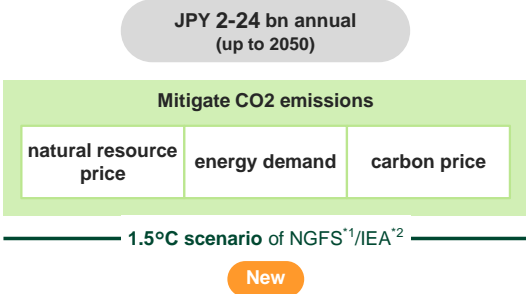 JPY 2-24 bn annual
(up to 2050)
Mitigate CO2 emissions
natural resource
price
energy demand
carbon price
1.5°C scenario of NGFS*1/IEA*2
New